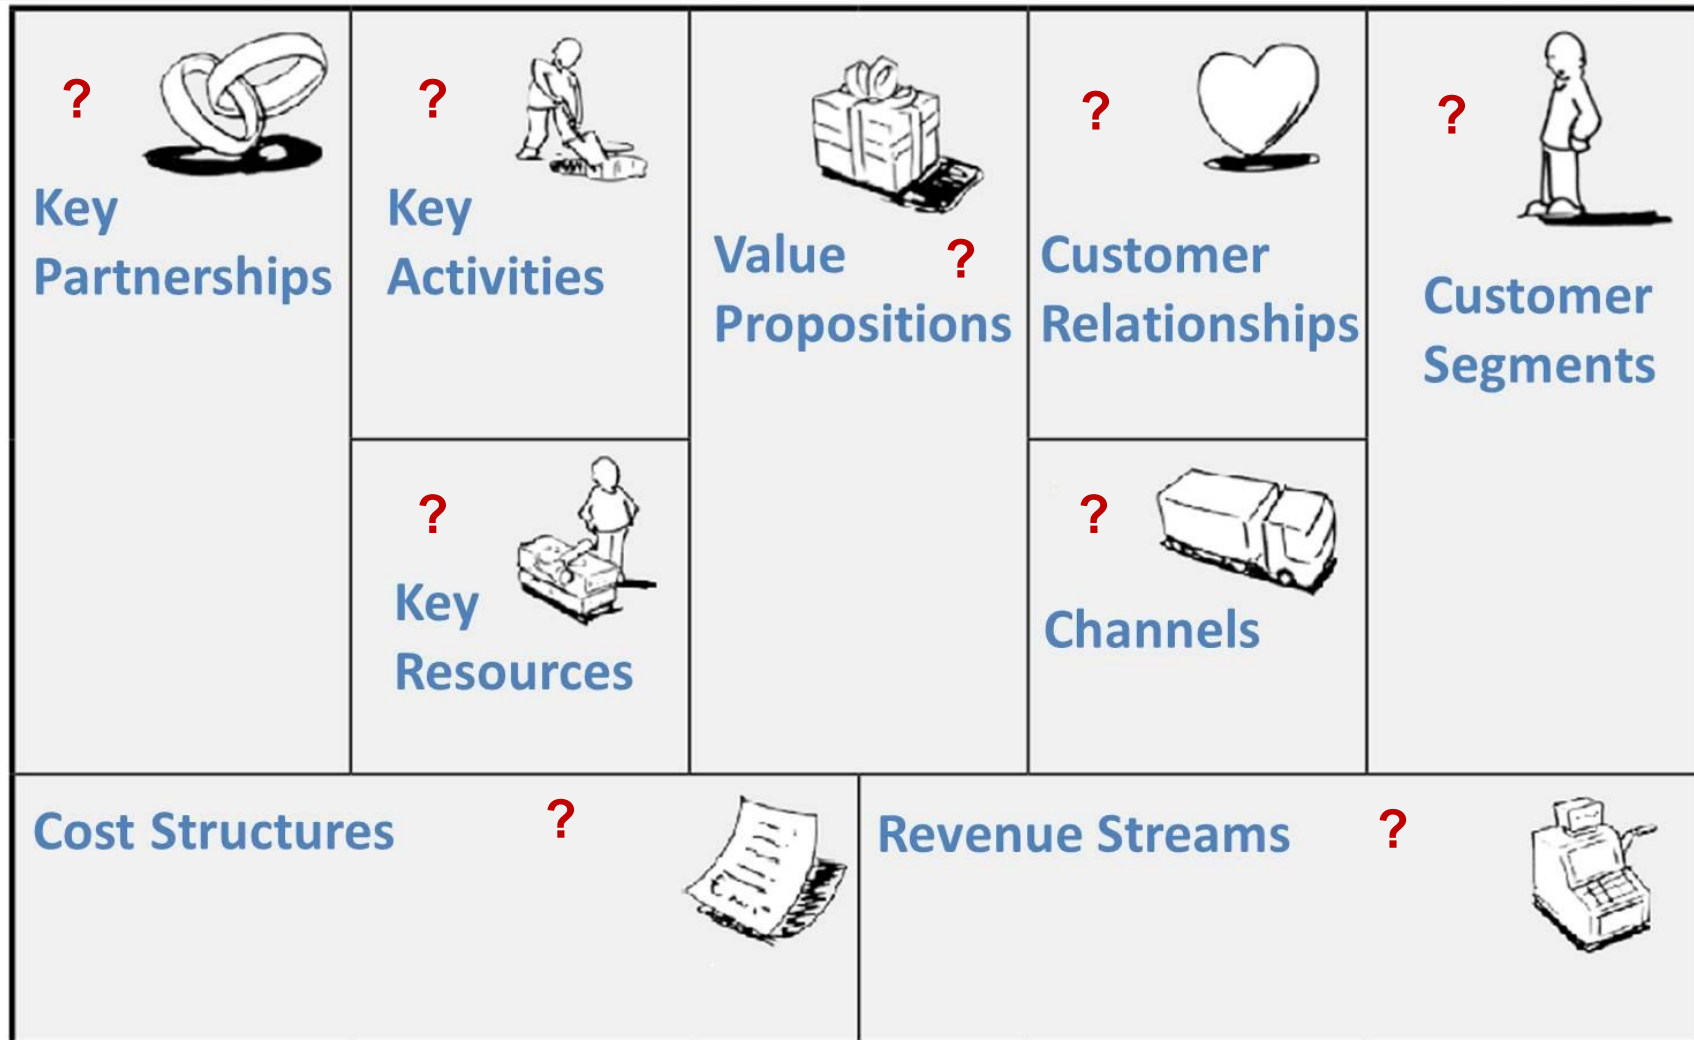 ?
Key
Partnerships
?
Key
Activities
?
Key
Resources
Value ?
Propositions
?
Customer
Relationships
?
Channels
?
Customer
Segments
Cost Structures ?
Revenue Streams ?